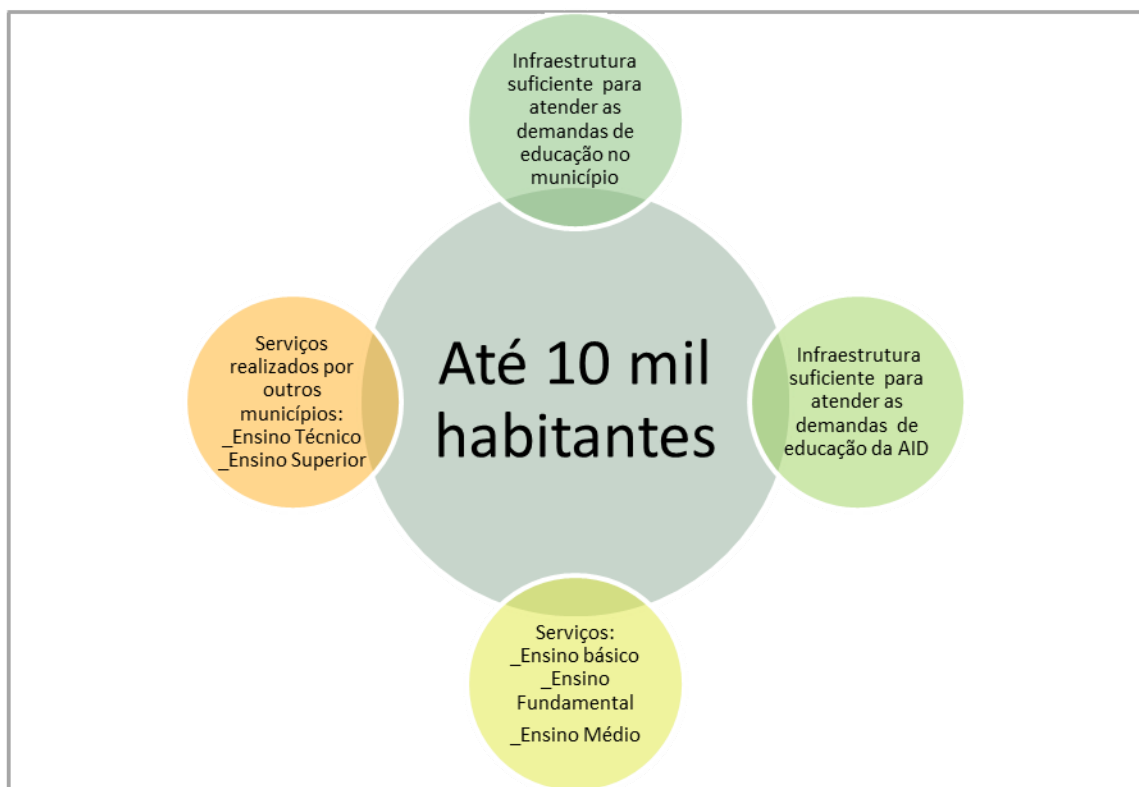 Infraestrutura
suficiente para
atender as
demandas de
educação no
município
Até 10 mil
habitantes
Serviços
realizados por
outros
municípios:
_Ensino Técnico
_Ensino Superior
Infraestrutura
suficiente para
atender as
demandas de
educação da AID
Serviços:
_Ensino básico
_Ensino
Fundamental
_Ensino Médio